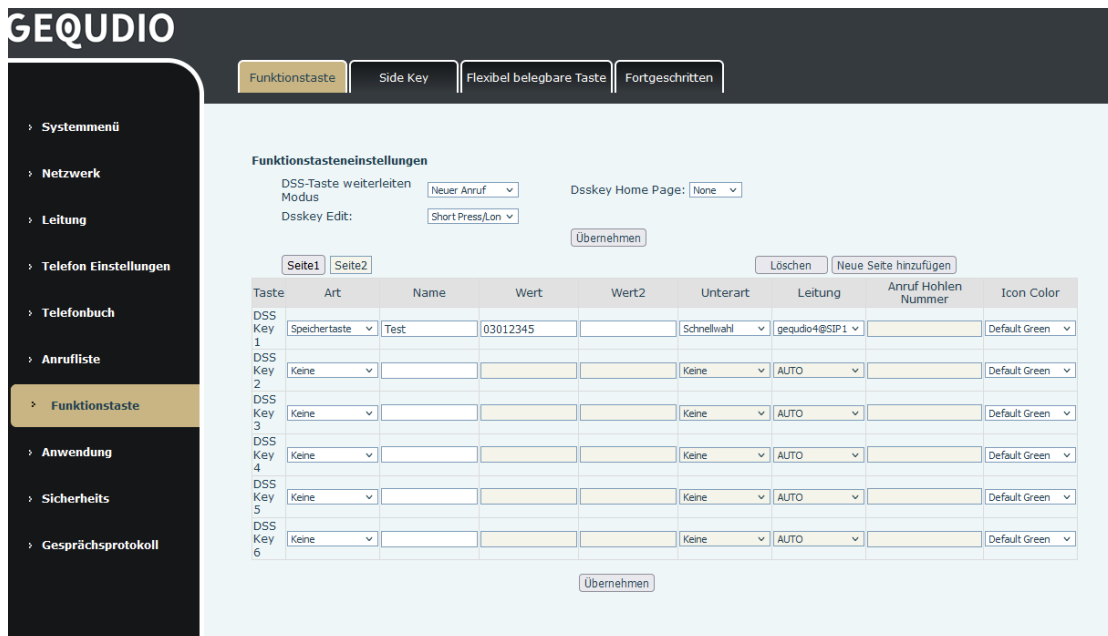 GEQUDIO
Funktionstaste
Side Key
Flexibel belegbare Taste
Fortgeschritten
Systemmenü
Netzwerk
Leitung
Telefon Einstellungen
Telefonbuch
Anrufliste
Funktionstaste
Anwendung
Sicherheits
Gesprächsprotokoll
Funktionstasteneinstellungen
DSS-Taste weiterleiten
Modus
Neuer Anruf
Dsskey Home Page: None
Dsskey Edit: Short Press/Lon
Übernehmen
Seite1 Seite2 Löschen Neue Seite hinzufügen
Taste Art Name Wert Wert2 Unterart Leitung Anruf Hohlen Nummer Icon Color
DSS Key 1 Speichertaste Test 03012345 Schnellwahl gequdio4@SIP1 Default Green
DSS Key 2 Keine Keine AUTO Default Green
DSS Key 3 Keine Keine AUTO Default Green
DSS Key 4 Keine Keine AUTO Default Green
DSS Key 5 Keine Keine AUTO Default Green
DSS Key 6 Keine Keine AUTO Default Green
Übernehmen